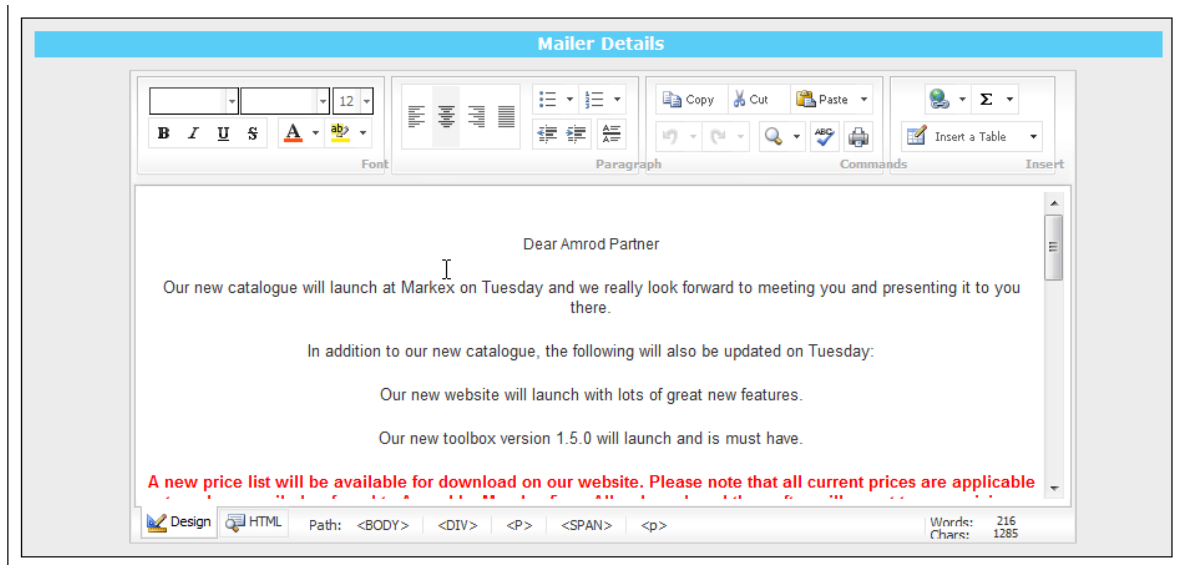 Mailer Details
12
Copy Cut Paste
B I U S A ab
ABC
Σ
Insert a Table
Font Paragraph Commands Insert
Dear Amrod Partner
Our new catalogue will launch at Markex on Tuesday and we really look forward to meeting you and presenting it to you
there.
In addition to our new catalogue, the following will also be updated on Tuesday:
Our new website will launch with lots of great new features.
Our new toolbox version 1.5.0 will launch and is must have.
A new price list will be available for download on our website. Please note that all current prices are applicable
Design HTML Path: <BODY> <DIV> <P> <SPAN> <p> Words: 216
Chars: 1285